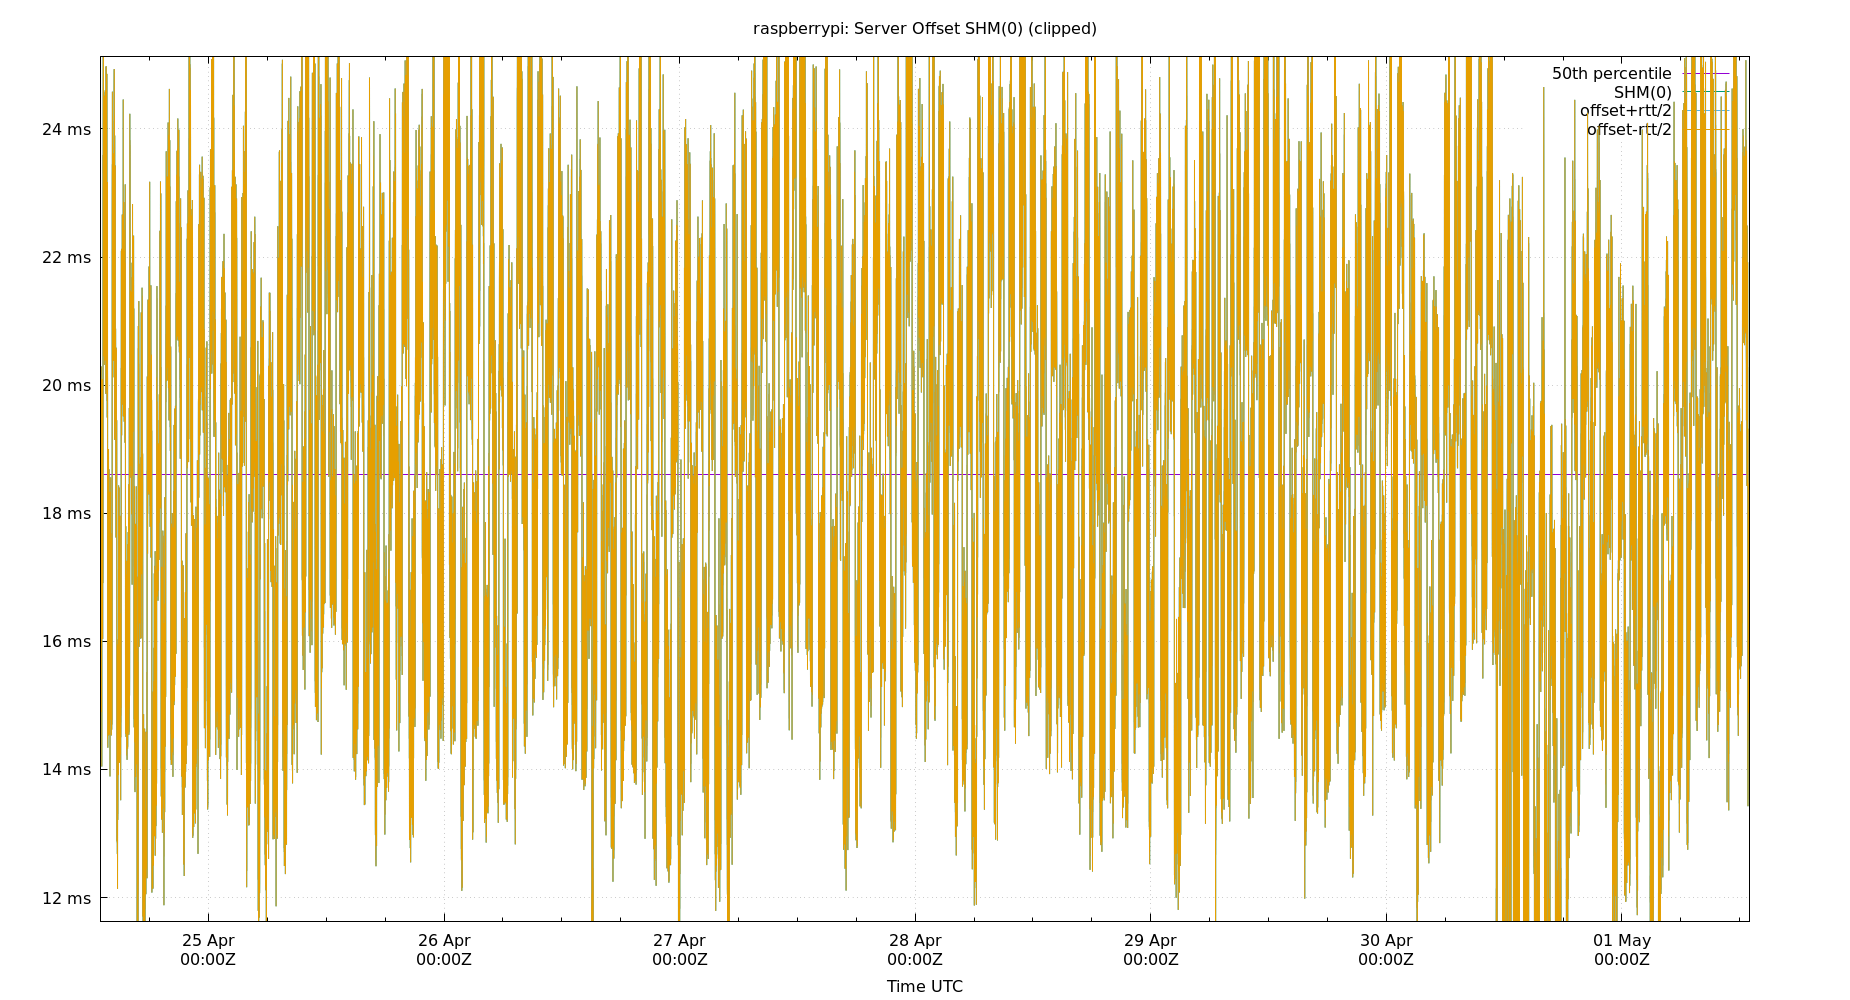 raspberrypi: Server Offset SHM(0) (clipped)
50th percentile
SHM(0)
offset+rtt/2
offset-rtt/2
24 ms
22 ms
20 ms
18 ms
16 ms
14 ms
12 ms
25 Apr 26 Apr 27 Apr 28 Apr 29 Apr 30 Apr 01 May
00:00Z 00:00Z 00:00Z 00:00Z 00:00Z 00:00Z 00:00Z
Time UTC